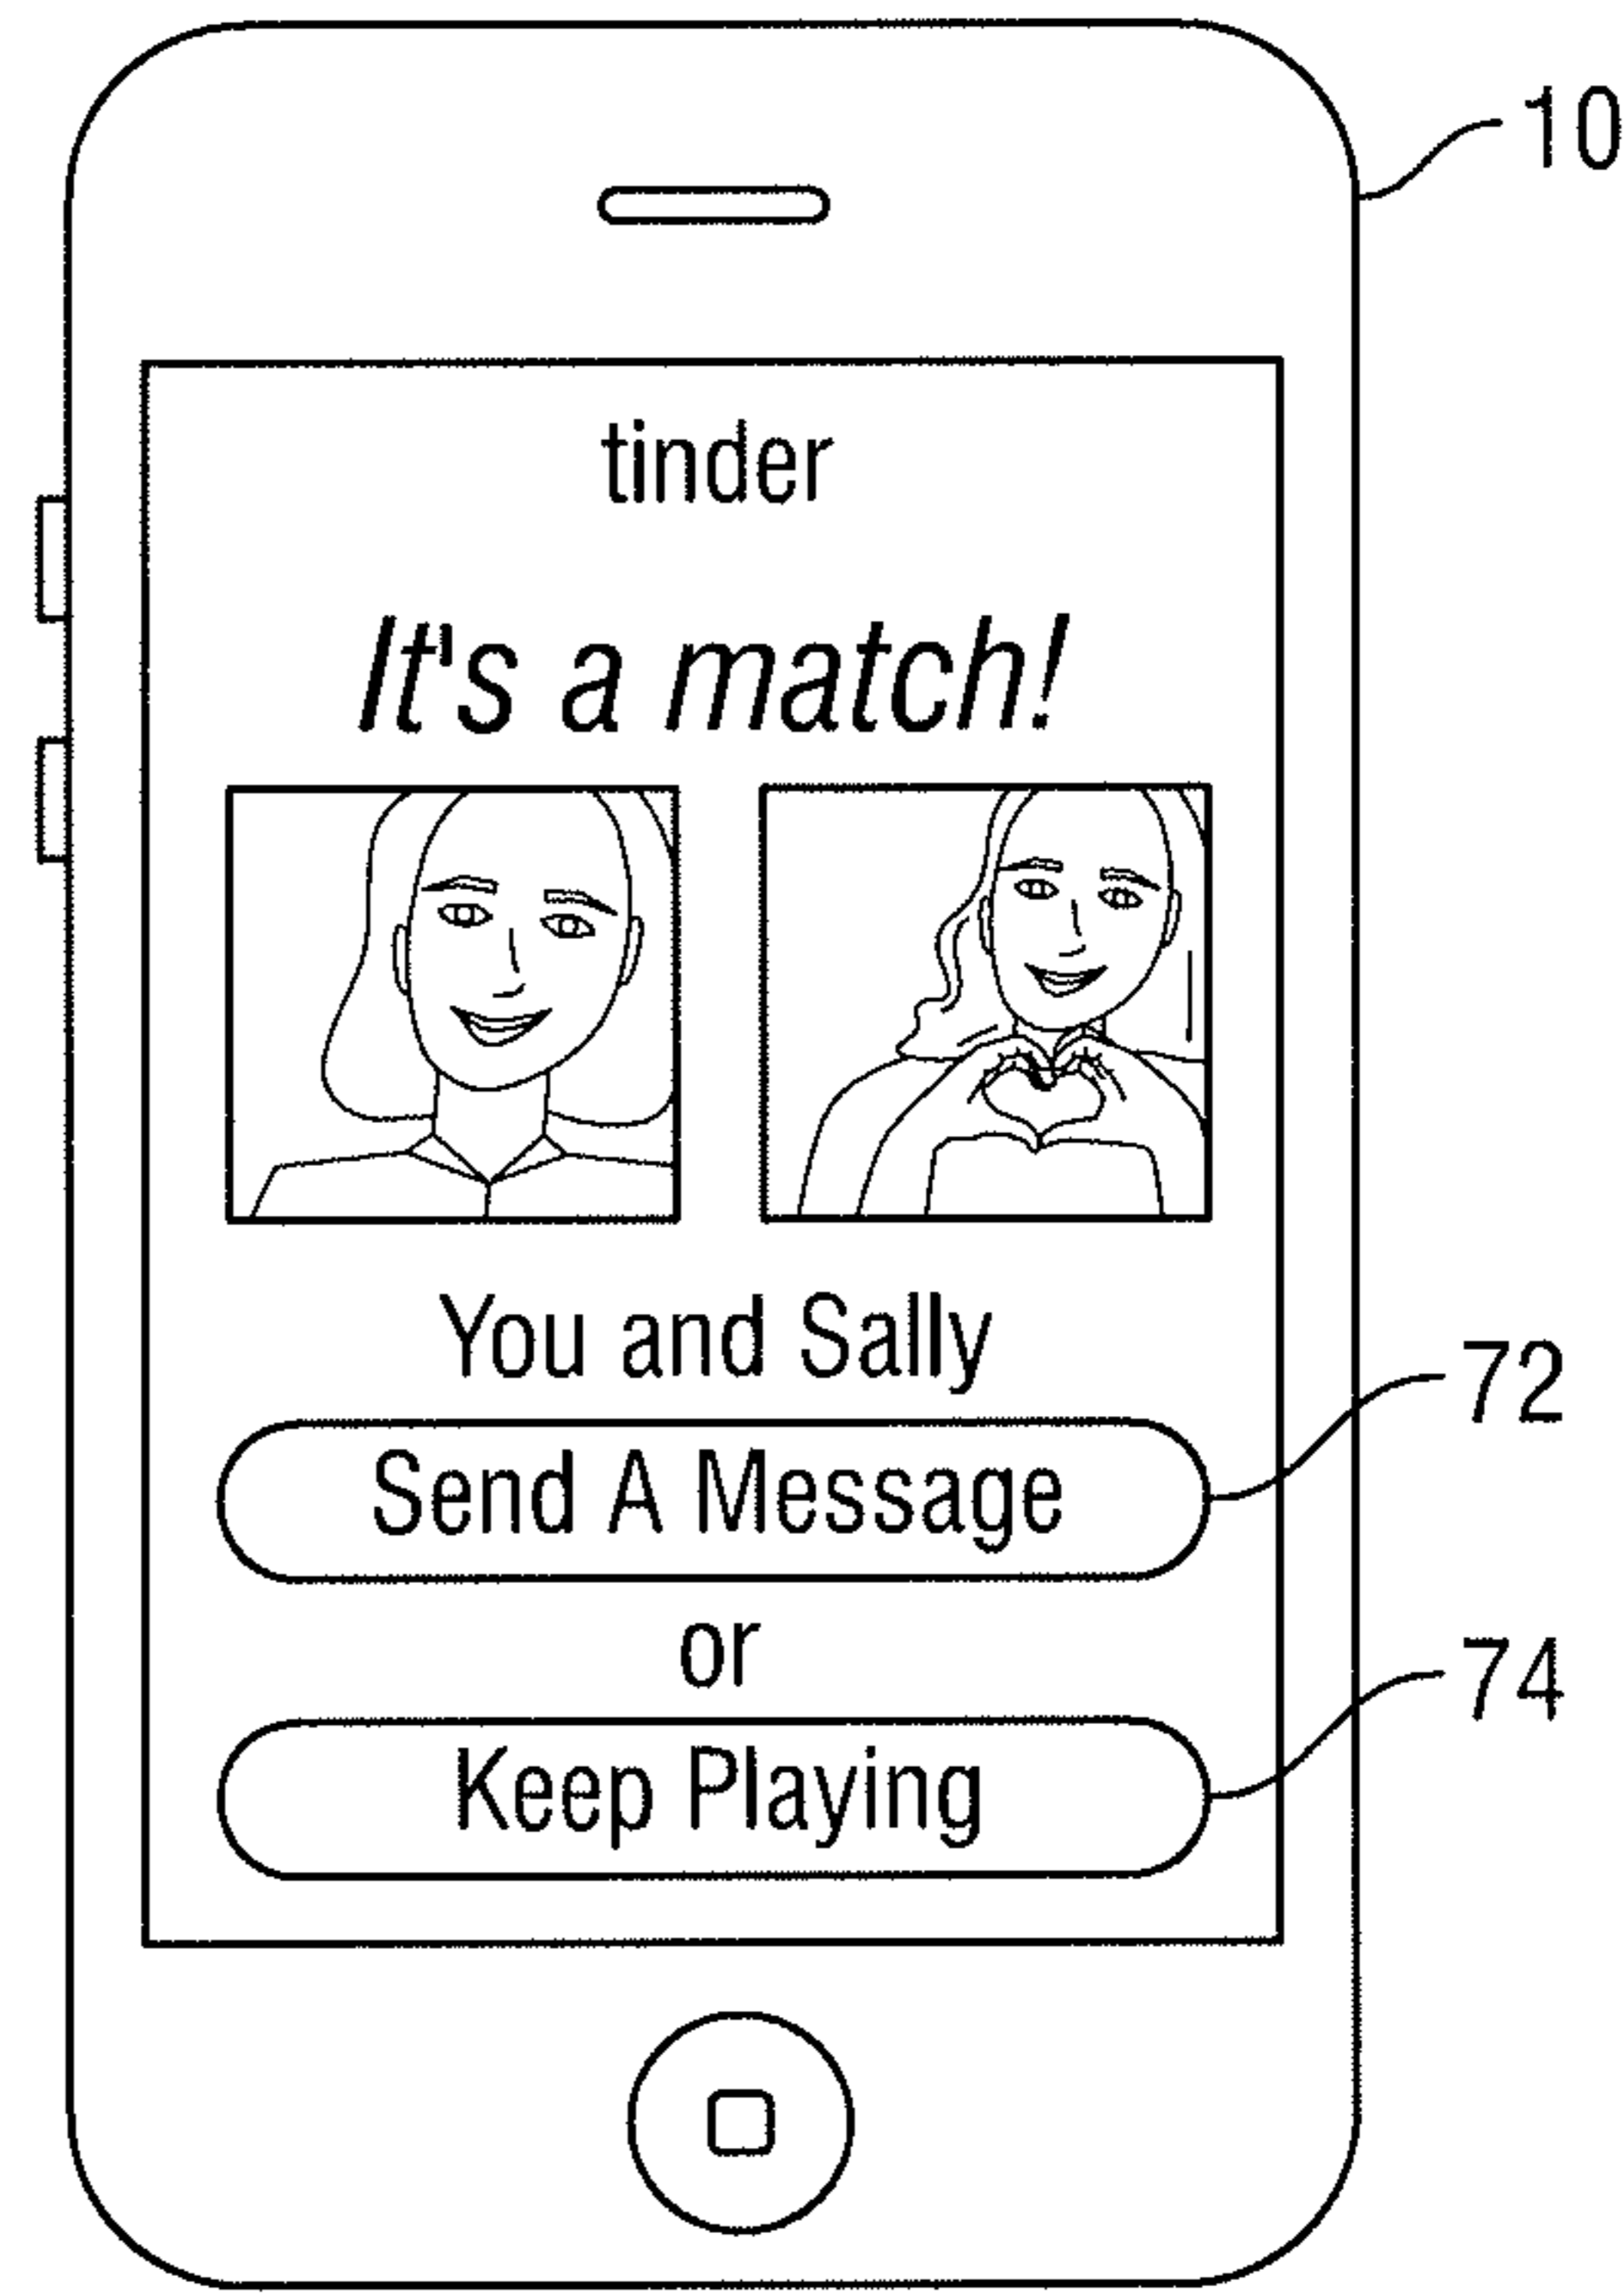 10
tinder
It's a match!
You and Sally
72
Send A Message
or
74
Keep Playing